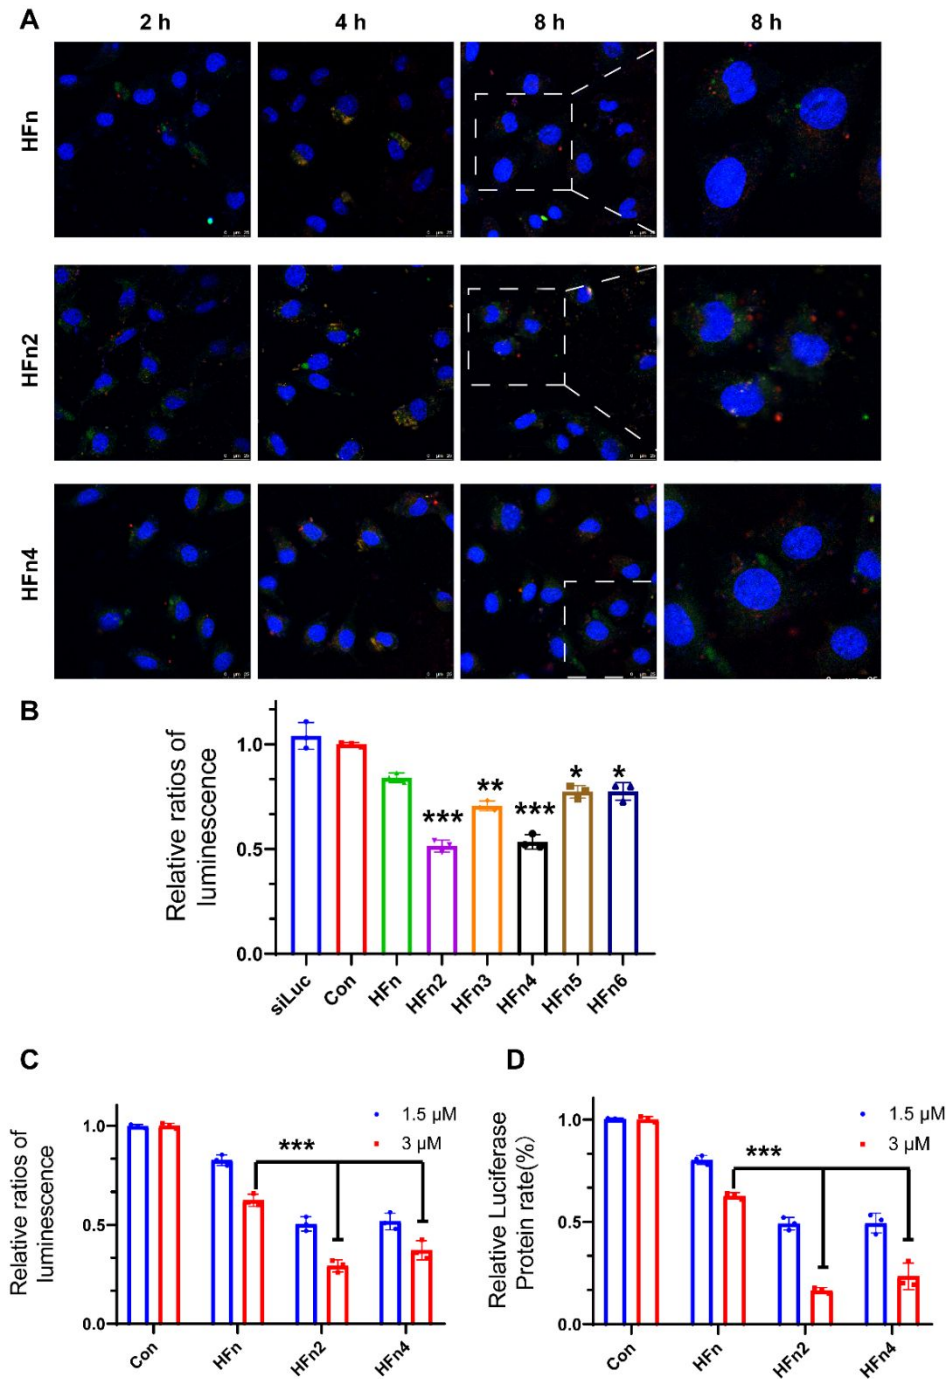 A
2 h 4 h 8 h 8 h
HFn
HFn2
HFn4
B
Relative ratios of
luminescence
1.0
0.5
0.0
*** ** *** * *
siLuc Con HFn HFn2 HFn3 HFn4 HFn5 HFn6
C
Relative ratios of
luminescence
1.0
0.5
0.0
1.5 µM
3 µM
***
Con HFn HFn2 HFn4
D
Relative Luciferase
Protein rate(%)
1.0
0.5
0.0
1.5 µM
3 µM
***
Con HFn HFn2 HFn4